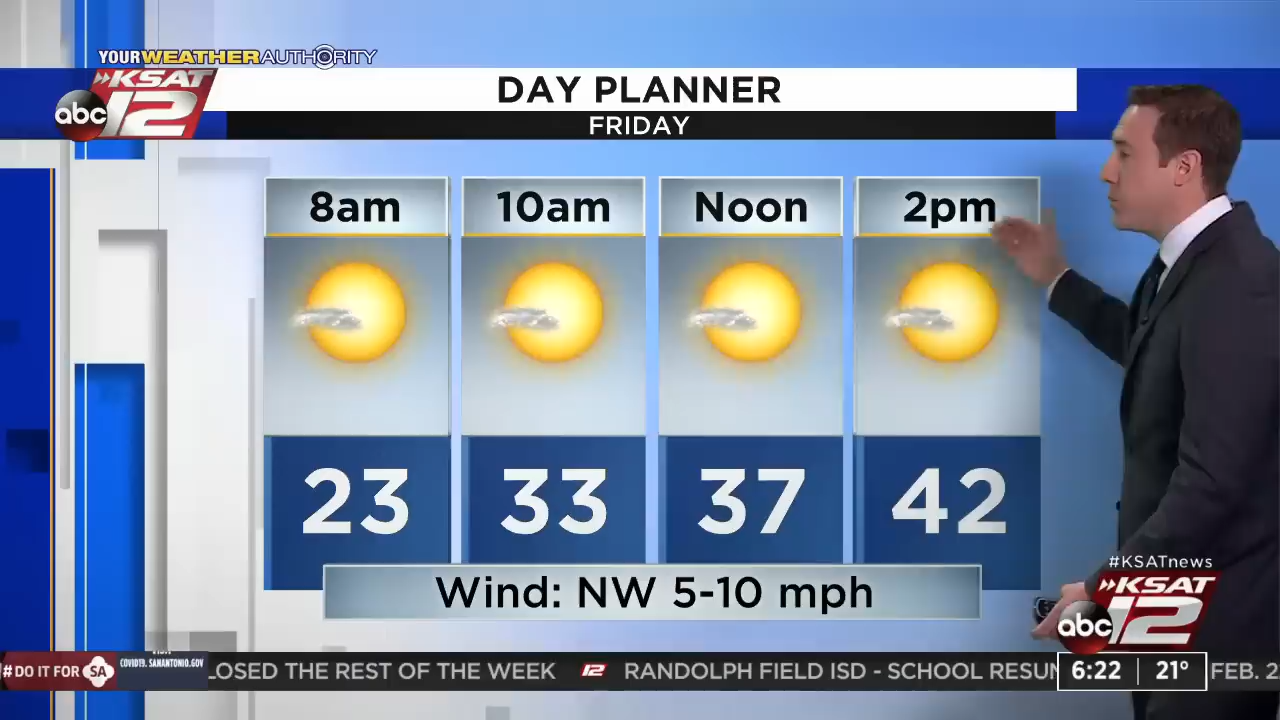 YOURWEATHERAUTHORITY
KSAT
abc 12
DAY PLANNER
FRIDAY
8am 10am Noon 2pm
23 33 37 42
Wind: NW 5-10 mph
#KSATnews
KSAT
abc 12
#DO IT FOR SA
COVID19.SANANTONIO.GOV
LOSED THE REST OF THE WEEK 12 RANDOLPH FIELD ISD - SCHOOL RESUM
6:22 21° FEB. 2